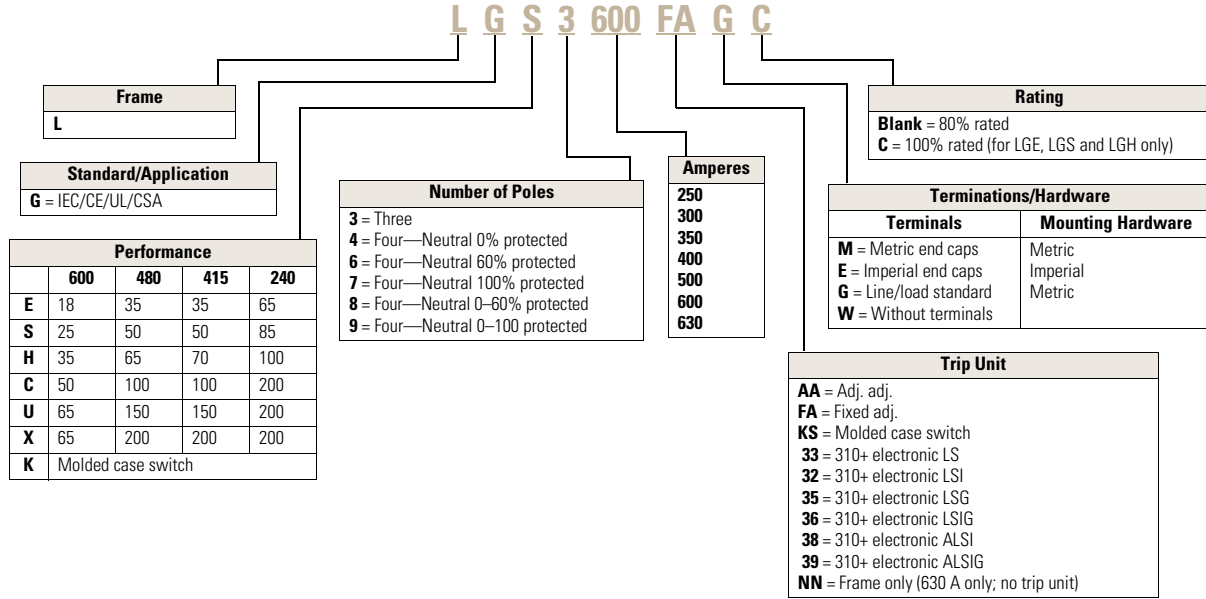 L G S 3 600 FA G C
Frame
L
Standard/Application
G = IEC/CE/UL/CSA
Performance
600 480 415 240
E 18 35 35 65
S 25 50 50 85
H 35 65 70 100
C 50 100 100 200
U 65 150 150 200
X 65 200 200 200
K Molded case switch
Number of Poles
3 = Three
4 = Four—Neutral 0% protected
6 = Four—Neutral 60% protected
7 = Four—Neutral 100% protected
8 = Four—Neutral 0–60% protected
9 = Four—Neutral 0–100 protected
Amperes
250
300
350
400
500
600
630
Rating
Blank = 80% rated
C = 100% rated (for LGE, LGS and LGH only)
Terminations/Hardware
Terminals Mounting Hardware
M = Metric end caps Metric
E = Imperial end caps Imperial
G = Line/load standard Metric
W = Without terminals
Trip Unit
AA = Adj. adj.
FA = Fixed adj.
KS = Molded case switch
33 = 310+ electronic LS
32 = 310+ electronic LSI
35 = 310+ electronic LSG
36 = 310+ electronic LSIG
38 = 310+ electronic ALSI
39 = 310+ electronic ALSIG
NN = Frame only (630 A only; no trip unit)